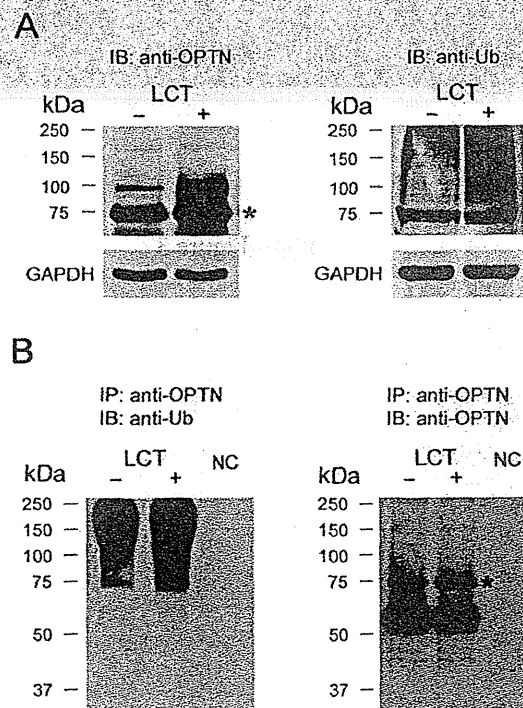 A
IB: anti-OPTN
IB: anti-Ub
kDa
LCT
kDa
LCT
− +
− +
250
250
150
150
100
100
75
*
75
GAPDH
GAPDH
B
IP: anti-OPTN
IB: anti-Ub
IP: anti-OPTN
IB: anti-OPTN
kDa
LCT
NC
kDa
LCT
NC
− +
− +
250
250
150
150
100
100
75
75
*
50
50
37
37